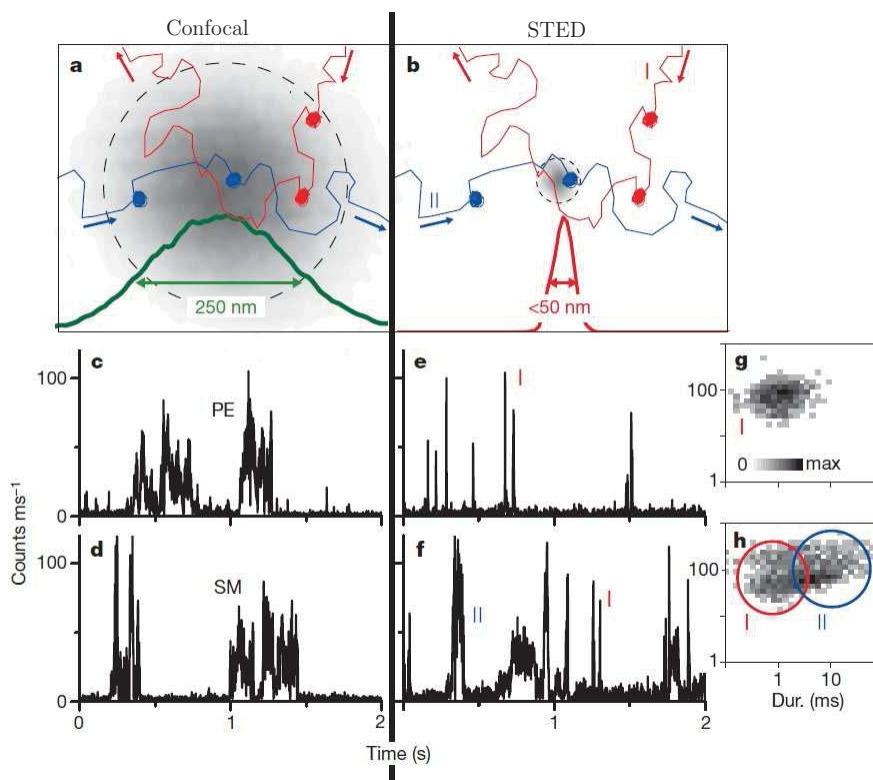 Confocal
STED
a
b
I
II
250 nm
<50 nm
c
e
I
g
100
PE
100
I
0 max
1
0
Counts ms⁻¹
d
f
h
100
SM
II
I
100
I
II
1
0
0
1
2
1
2
1
10
Dur. (ms)
Time (s)